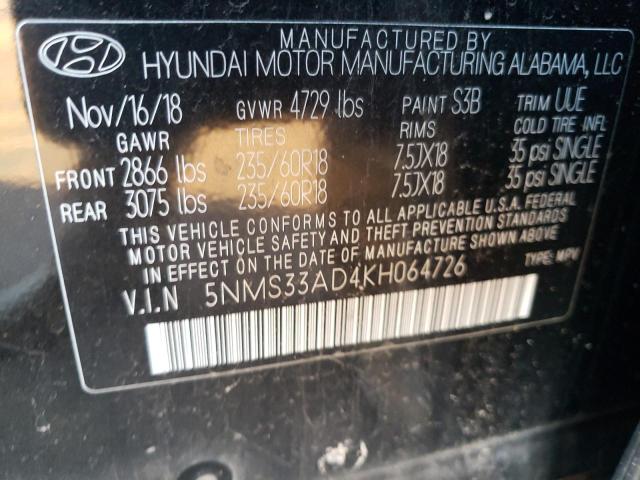 MANUFACTURED BY
HYUNDAI MOTOR MANUFACTURING ALABAMA, LLC
Nov/16/18 GVWR 4729 lbs PAINT S3B TRIM UUE
GAWR TIRES RIMS COLD TIRE INFL
FRONT 2866 lbs 235/60R18 7.5JX18 35 psi SINGLE
REAR 3075 lbs 235/60R18 7.5JX18 35 psi SINGLE
THIS VEHICLE CONFORMS TO ALL APPLICABLE U.S.A. FEDERAL
MOTOR VEHICLE SAFETY AND THEFT PREVENTION STANDARDS
IN EFFECT ON THE DATE OF MANUFACTURE SHOWN ABOVE.
V.I.N 5NMS33AD4KH064726 TYPE: MPV